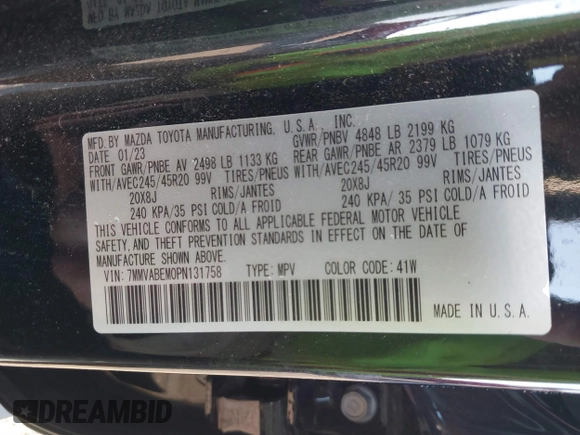 MFD. BY MAZDA TOYOTA MANUFACTURING, U.S.A., INC.
DATE 01/23 GVWR/PNBV 4848 LB 2199 KG
FRONT GAWR/PNBE AV 2498 LB 1133 KG REAR GAWR/PNBE AR 2379 LB 1079 KG
WITH/AVEC245/45R20 99V TIRES/PNEUS WITH/AVEC245/45R20 99V TIRES/PNEUS
20X8J RIMS/JANTES 20X8J RIMS/JANTES
240 KPA/35 PSI COLD/A FROID 240 KPA/35 PSI COLD/A FROID
THIS VEHICLE CONFORMS TO ALL APPLICABLE FEDERAL MOTOR VEHICLE
SAFETY, AND THEFT PREVENTION STANDARDS IN EFFECT ON THE DATE OF
MANUFACTURE SHOWN ABOVE.
VIN: 7MMVABEM0PN131758 TYPE: MPV COLOR CODE: 41W
MADE IN U.S.A.
DREAMBID